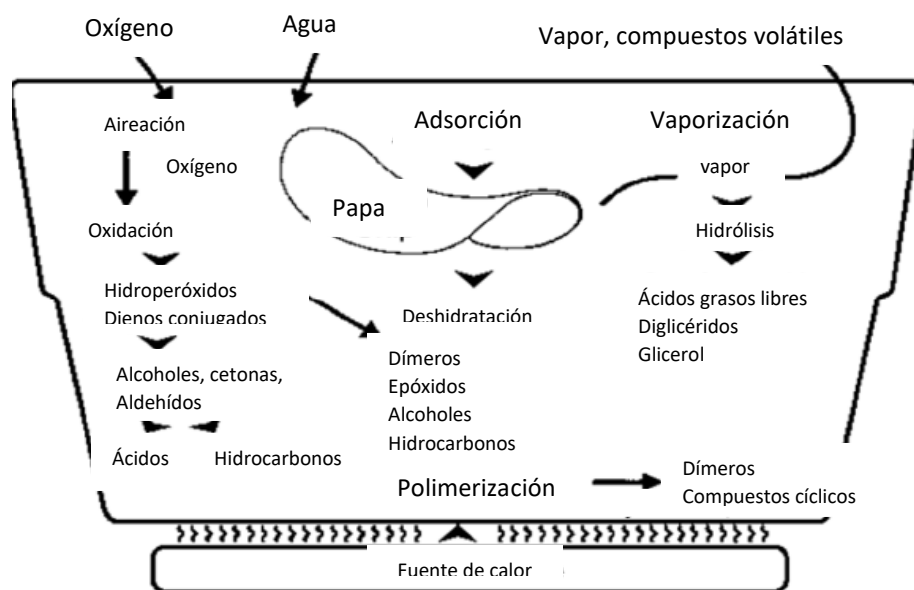 Oxígeno
Agua
Vapor, compuestos volátiles
Aireación
Oxígeno
Oxidación
Hidroperóxidos
Dienos conjugados
Alcoholes, cetonas,
Aldehídos
Ácidos
Hidrocarbonos
Adsorción
Papa
Deshidratación
Dímeros
Epóxidos
Alcoholes
Hidrocarbonos
Polimerización
Dímeros
Compuestos cíclicos
Vaporización
vapor
Hidrólisis
Ácidos grasos libres
Diglicéridos
Glicerol
Fuente de calor